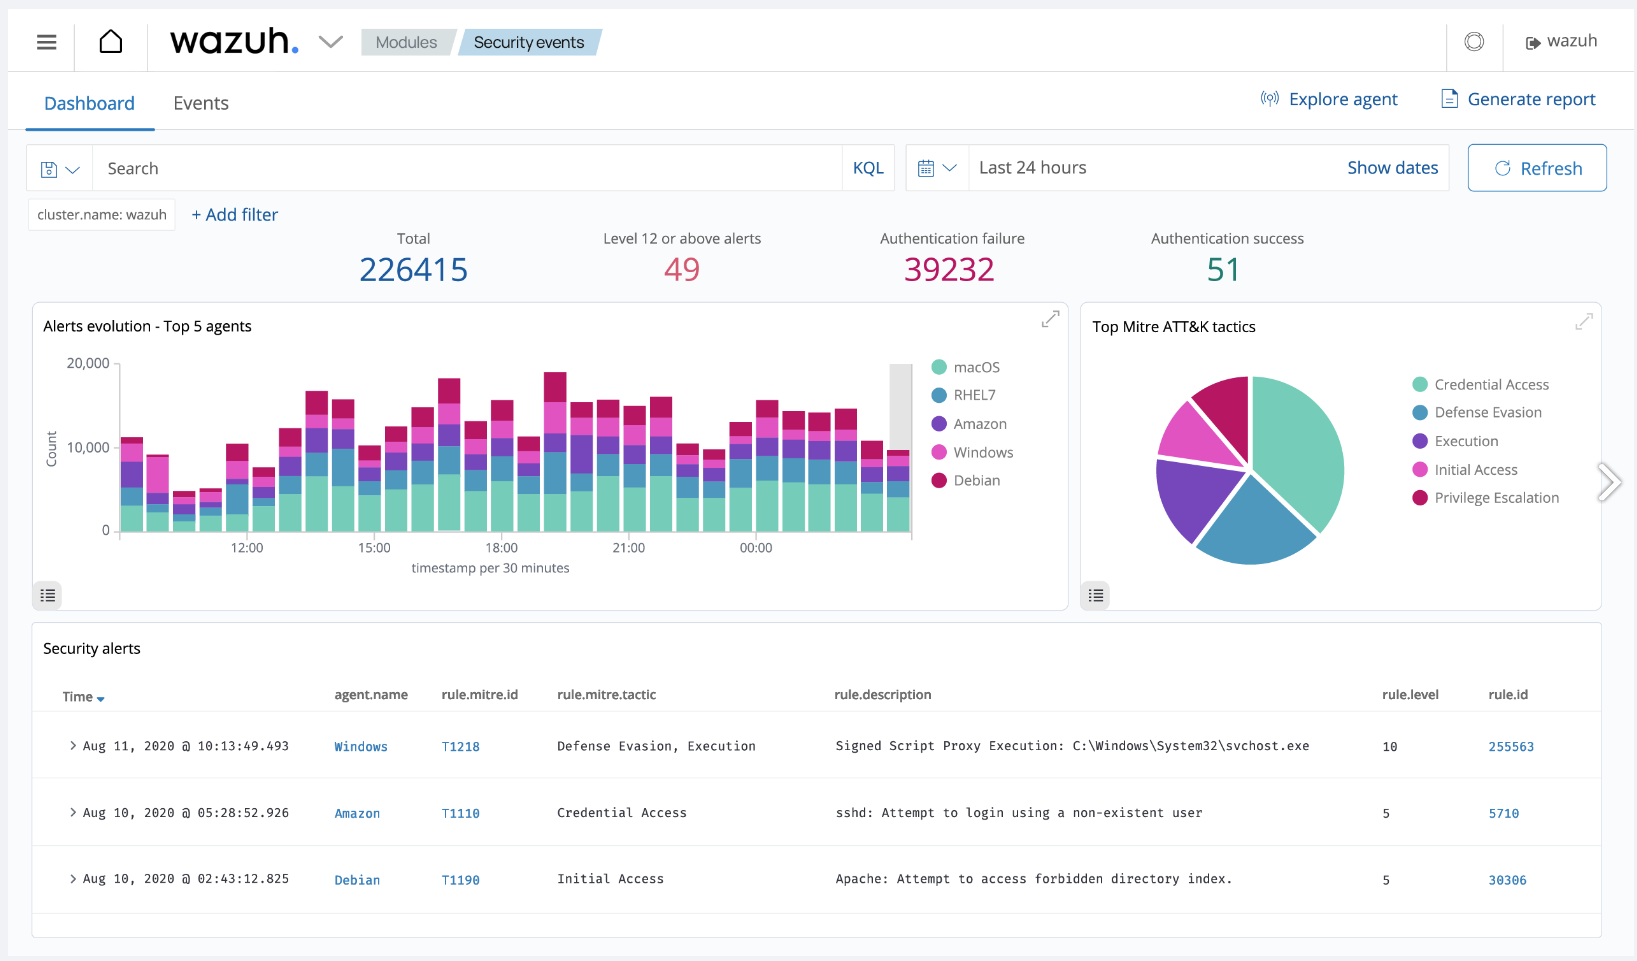 wazuh. Modules Security events wazuh
Dashboard Events Explore agent Generate report
Search KQL Last 24 hours Show dates Refresh
cluster.name: wazuh + Add filter
Total Level 12 or above alerts Authentication failure Authentication success
226415 49 39232 51
Alerts evolution - Top 5 agents
20,000
10,000
0
Count
12:00 15:00 18:00 21:00 00:00
timestamp per 30 minutes
macOS
RHEL7
Amazon
Windows
Debian
Top Mitre ATT&K tactics
Credential Access
Defense Evasion
Execution
Initial Access
Privilege Escalation
Security alerts
Time agent.name rule.mitre.id rule.mitre.tactic rule.description rule.level rule.id
Aug 11, 2020 @ 10:13:49.493 Windows T1218 Defense Evasion, Execution Signed Script Proxy Execution: C:\Windows\System32\svchost.exe 10 255563
Aug 10, 2020 @ 05:28:52.926 Amazon T1110 Credential Access sshd: Attempt to login using a non-existent user 5 5710
Aug 10, 2020 @ 02:43:12.825 Debian T1190 Initial Access Apache: Attempt to access forbidden directory index. 5 30306